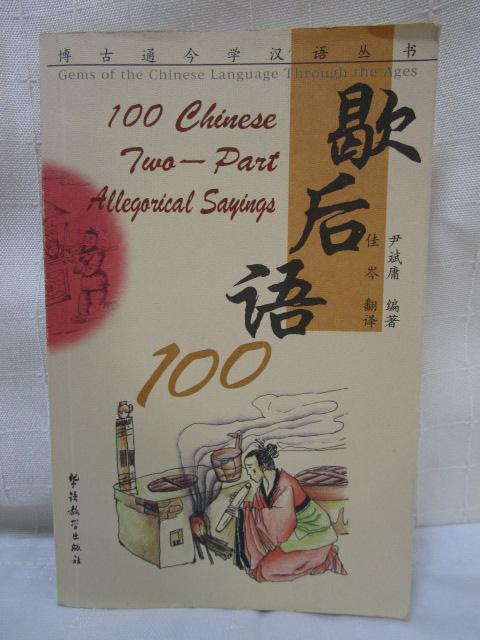 博古通今学汉语丛书
Gems of the Chinese Language Through the Ages
100 Chinese
Two—Part
Allegorical Sayings
歇后语
100
尹斌庸 编著
佳岑 翻译
华语教学出版社